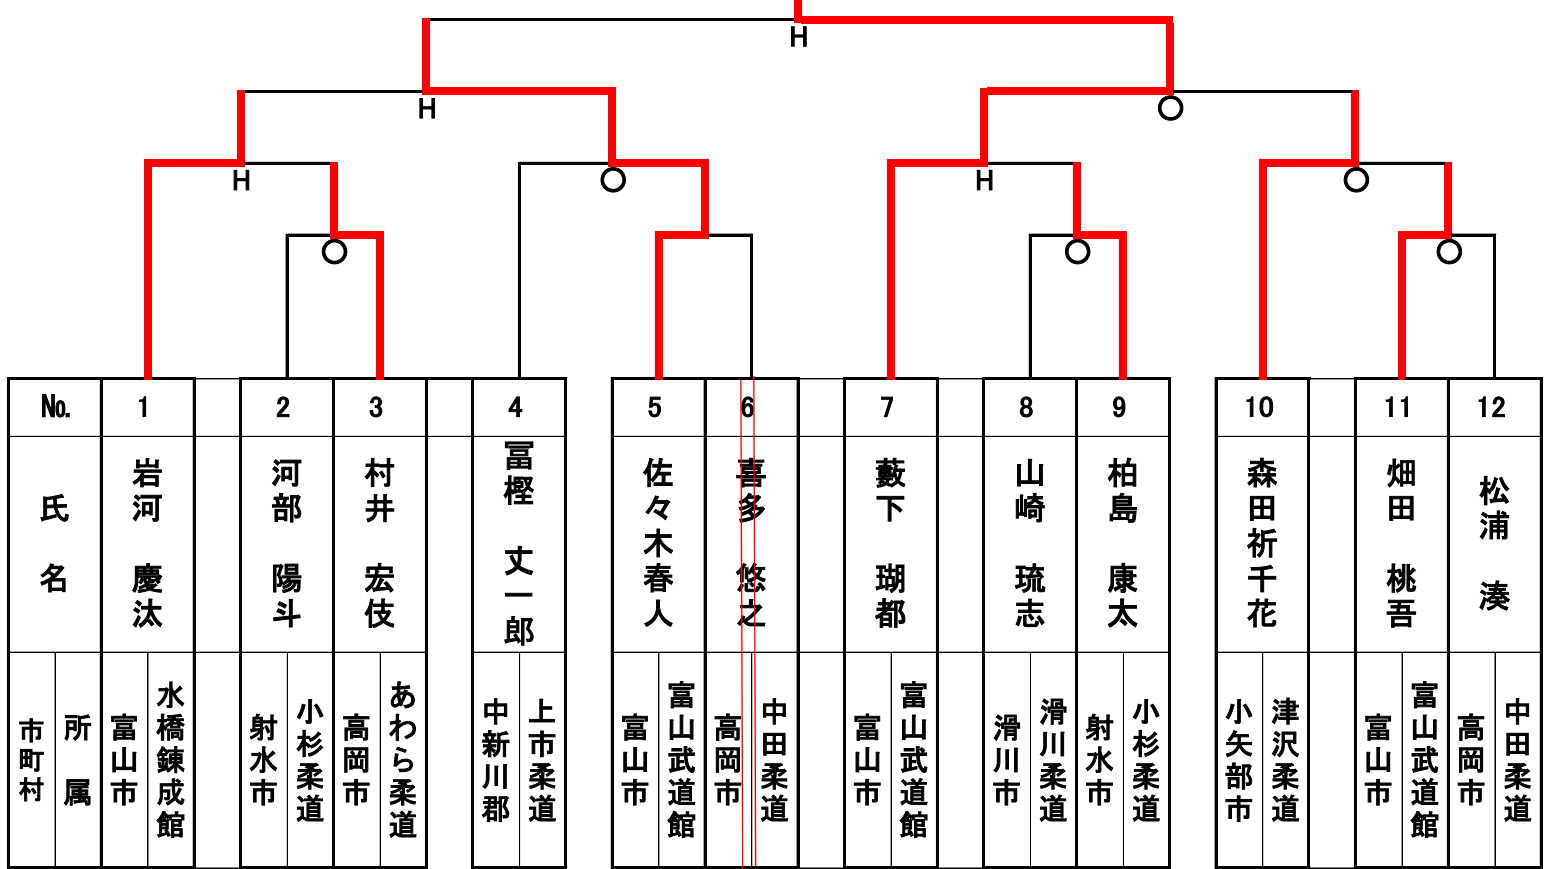 H
H
○
H
○
H
○
○
○
○
No.
1
2
3
4
5
6
7
8
9
10
11
12
氏名
岩河 慶汰
河部 陽斗
村井 宏伎
冨樫 丈一郎
佐々木春人
喜多 悠之
藪下 瑚都
山崎 琉志
柏島 康太
森田祈千花
畑田 桃吾
松浦 湊
市町村
所属
富山市
水橋錬成館
射水市
小杉柔道
高岡市
あわら柔道
中新川郡
上市柔道
富山市
富山武道館
高岡市
中田柔道
富山市
富山武道館
滑川市
滑川柔道
射水市
小杉柔道
小矢部市
津沢柔道
富山市
富山武道館
高岡市
中田柔道